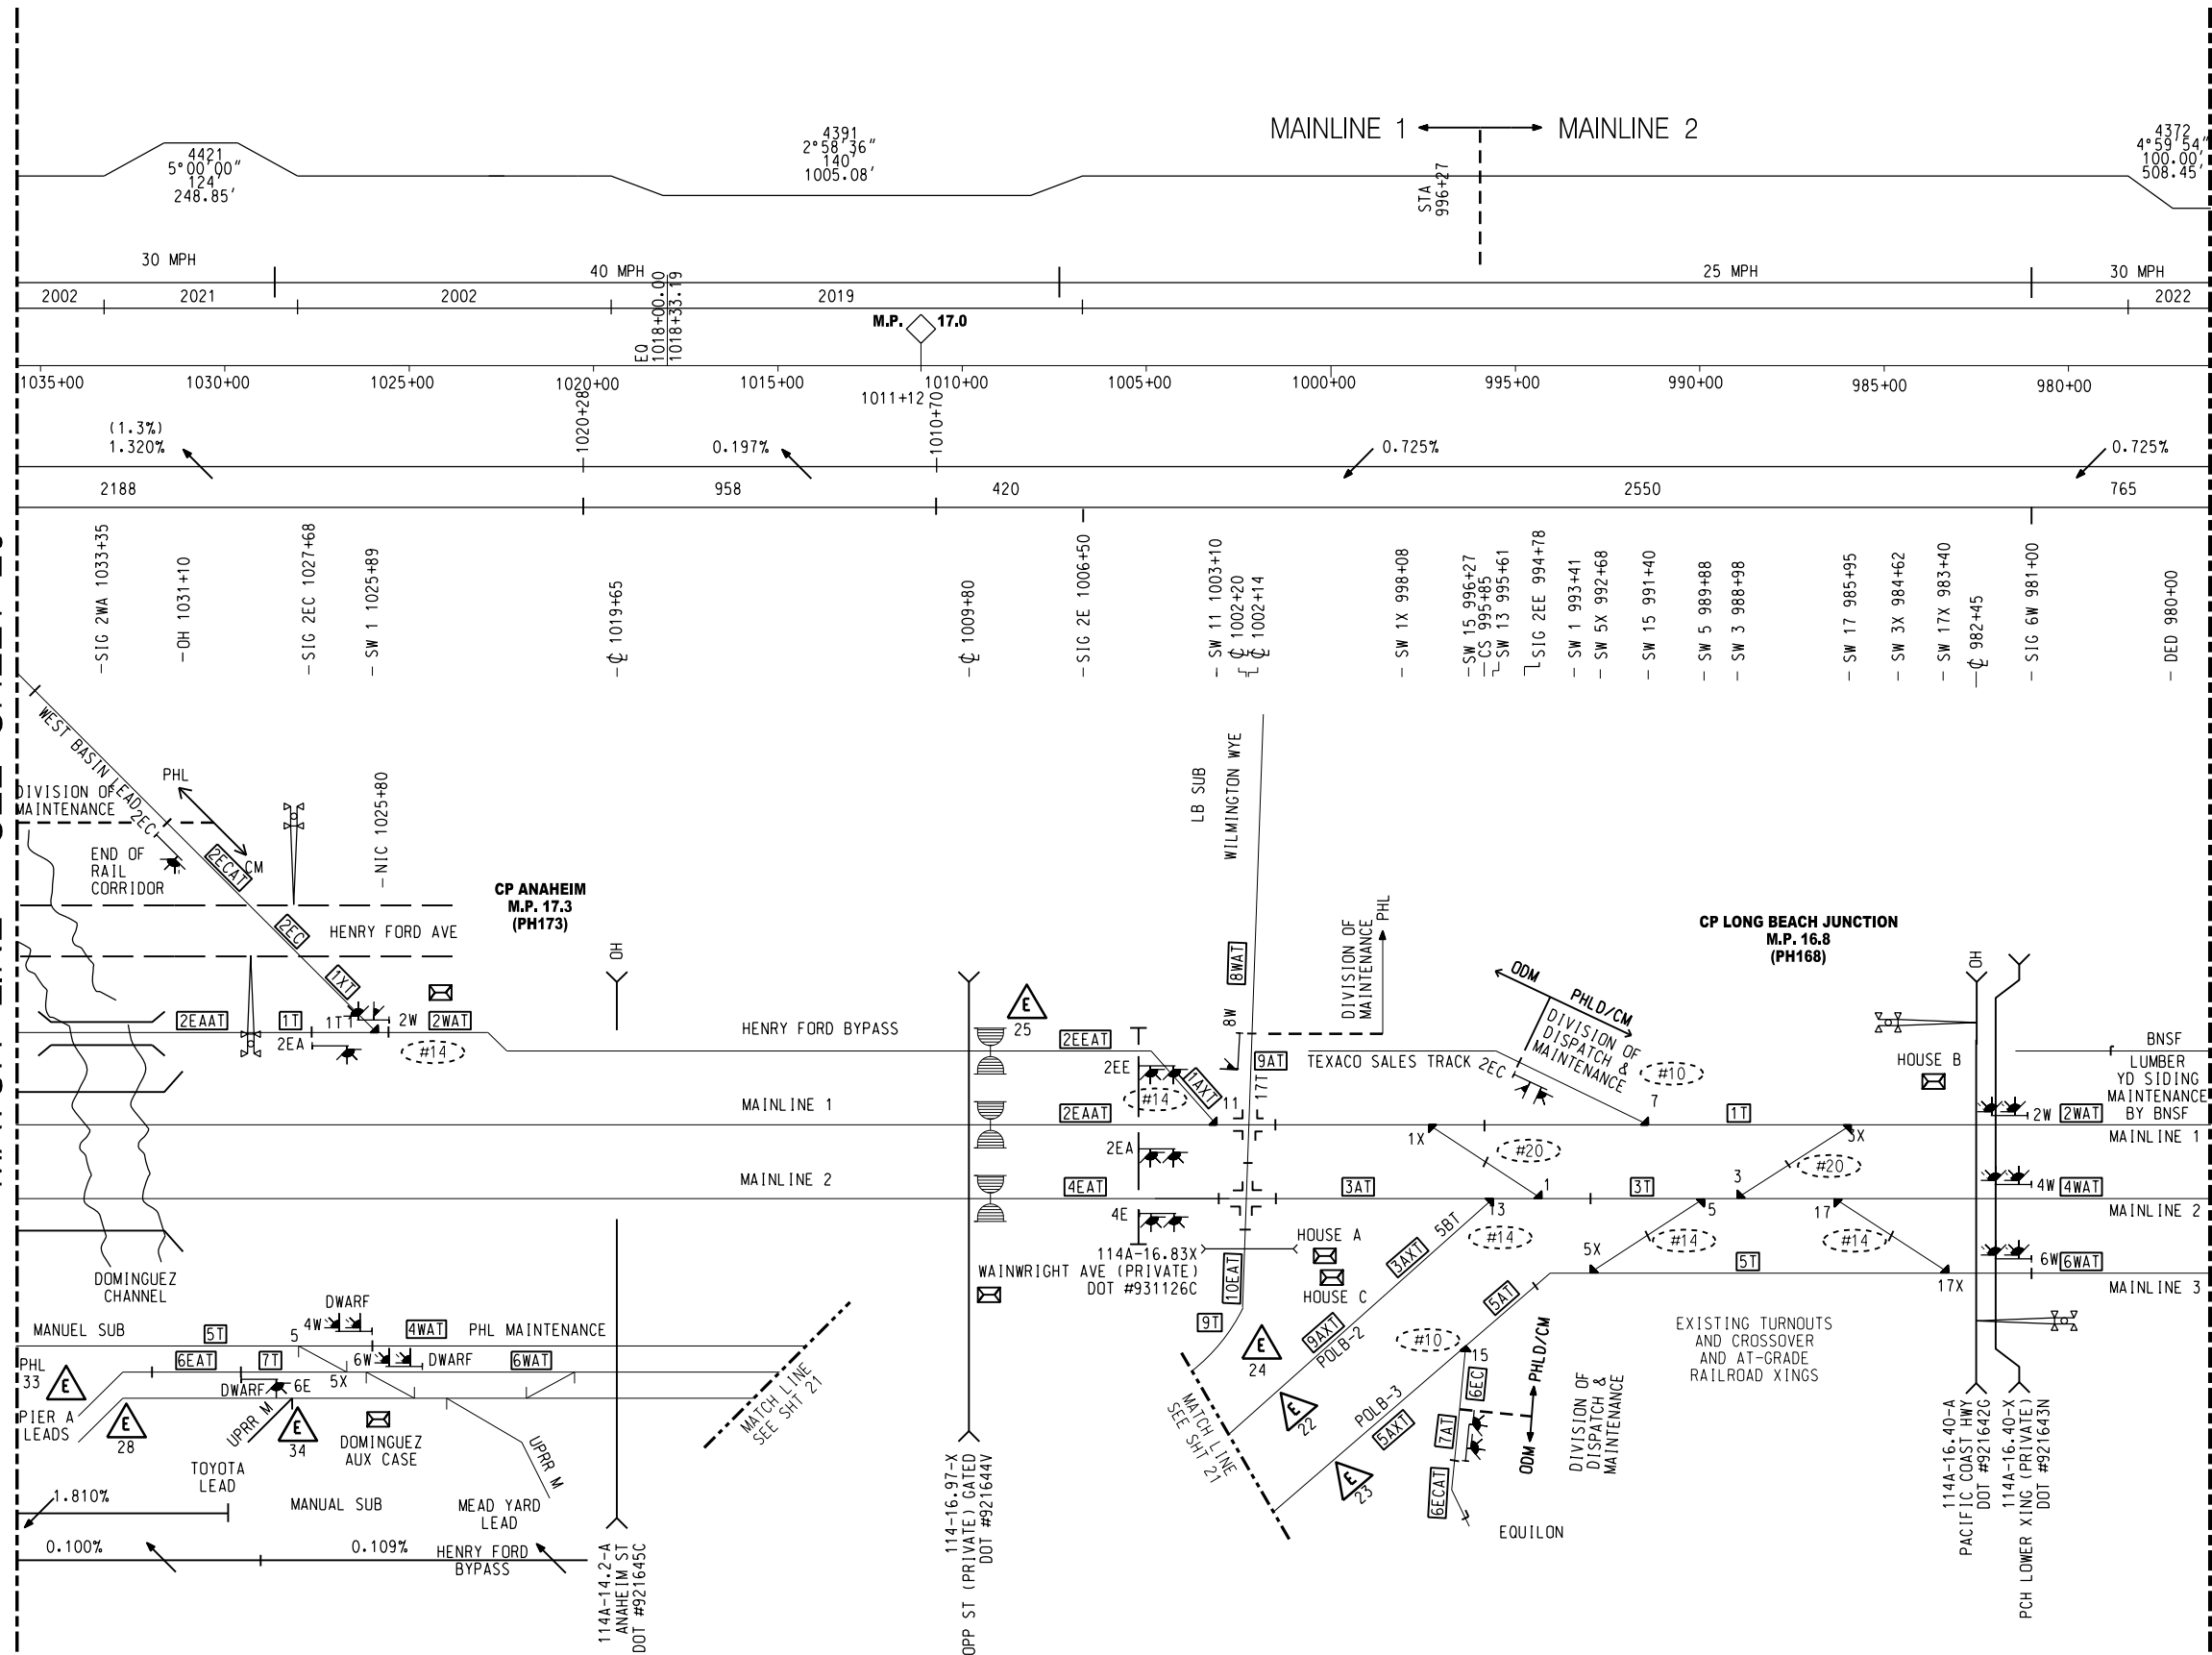 MAINLINE 1
MAINLINE 2
STA
996+27
4421
5°00'00"
124'
248.85'
4391
2°58'36"
140'
1005.08'
4372
4°59'54"
100.00'
508.45'
30 MPH
40 MPH
25 MPH
30 MPH
2002
2021
2002
2019
2022
EQ
1018+00.00
1018+33.19
M.P.
17.0
1035+00
1030+00
1025+00
1020+00
1015+00
1010+00
1005+00
1000+00
995+00
990+00
985+00
980+00
1011+12
1020+28
1010+70
(1.3%)
1.320%
0.197%
0.725%
0.725%
2188
958
420
2550
765
SIG 2WA 1033+35
OH 1031+10
SIG 2EC 1027+68
SW 1 1025+89
℄ 1019+65
℄ 1009+80
SIG 2E 1006+50
SW 11 1003+10
℄ 1002+20
℄ 1002+14
SW 1X 998+08
SW 15 996+27
CS 995+85
SW 13 995+61
SIG 2EE 994+78
SW 1 993+41
SW 5X 992+68
SW 15 991+40
SW 5 989+88
SW 3 988+98
SW 17 985+95
SW 3X 984+62
SW 17X 983+40
℄ 982+45
SIG 6W 981+00
DED 980+00
WEST BASIN LEAD
PHL
DIVISION OF
MAINTENANCE
2EC
END OF
RAIL
CORRIDOR
2ECAT
CM
NIC 1025+80
2EC
HENRY FORD AVE
1XT
CP ANAHEIM
M.P. 17.3
(PH173)
OH
2EAAT
1T
1T1
2W
2WAT
2EA
#14
HENRY FORD BYPASS
MAINLINE 1
MAINLINE 2
E
25
2EEAT
2EE
#14
1AXT
11
2EAAT
2EA
4EAT
4E
LB SUB
WILMINGTON WYE
8WAT
8W
9AT
17T
DIVISION OF
MAINTENANCE
PHL
TEXACO SALES TRACK
2EC
ODM
PHLD/CM
DIVISION OF
DISPATCH &
MAINTENANCE
#10
7
CP LONG BEACH JUNCTION
M.P. 16.8
(PH168)
OH
HOUSE B
BNSF
LUMBER
YD SIDING
MAINTENANCE
BY BNSF
1X
1T
3X
2W
2WAT
MAINLINE 1
#20
#20
3AT
1
3T
3
4W
4WAT
MAINLINE 2
13
5
17
#14
#14
#14
5X
5T
17X
6W
6WAT
MAINLINE 3
114A-16.83X
WAINWRIGHT AVE (PRIVATE)
DOT #931126C
HOUSE A
HOUSE C
10EAT
9T
E
24
5BT
3AXT
9AXT
POLB-2
E
22
5AT
POLB-3
5AXT
E
23
#10
15
6EC
7AT
6ECAT
PHLD/CM
ODM
DIVISION OF
DISPATCH &
MAINTENANCE
EQUILON
EXISTING TURNOUTS
AND CROSSOVER
AND AT-GRADE
RAILROAD XINGS
MATCH LINE
SEE SHT 21
MATCH LINE
SEE SHT 21
DOMINGUEZ
CHANNEL
MANUEL SUB
5T
5
DWARF
4W
4WAT
PHL MAINTENANCE
PHL
33
E
6EAT
7T
5X
6W
DWARF
6WAT
DWARF
6E
PIER A
LEADS
E
28
UPRR M
E
34
DOMINGUEZ
AUX CASE
UPRR M
TOYOTA
LEAD
MANUAL SUB
MEAD YARD
LEAD
1.810%
0.100%
0.109%
HENRY FORD
BYPASS
114A-14.2-A
ANAHEIM ST
DOT #921645C
114-16.97-X
OPP ST (PRIVATE) GATED
DOT #921644V
114A-16.40-A
PACIFIC COAST HWY
DOT #921642G
114A-16.40-X
PCH LOWER XING (PRIVATE)
DOT #921643N